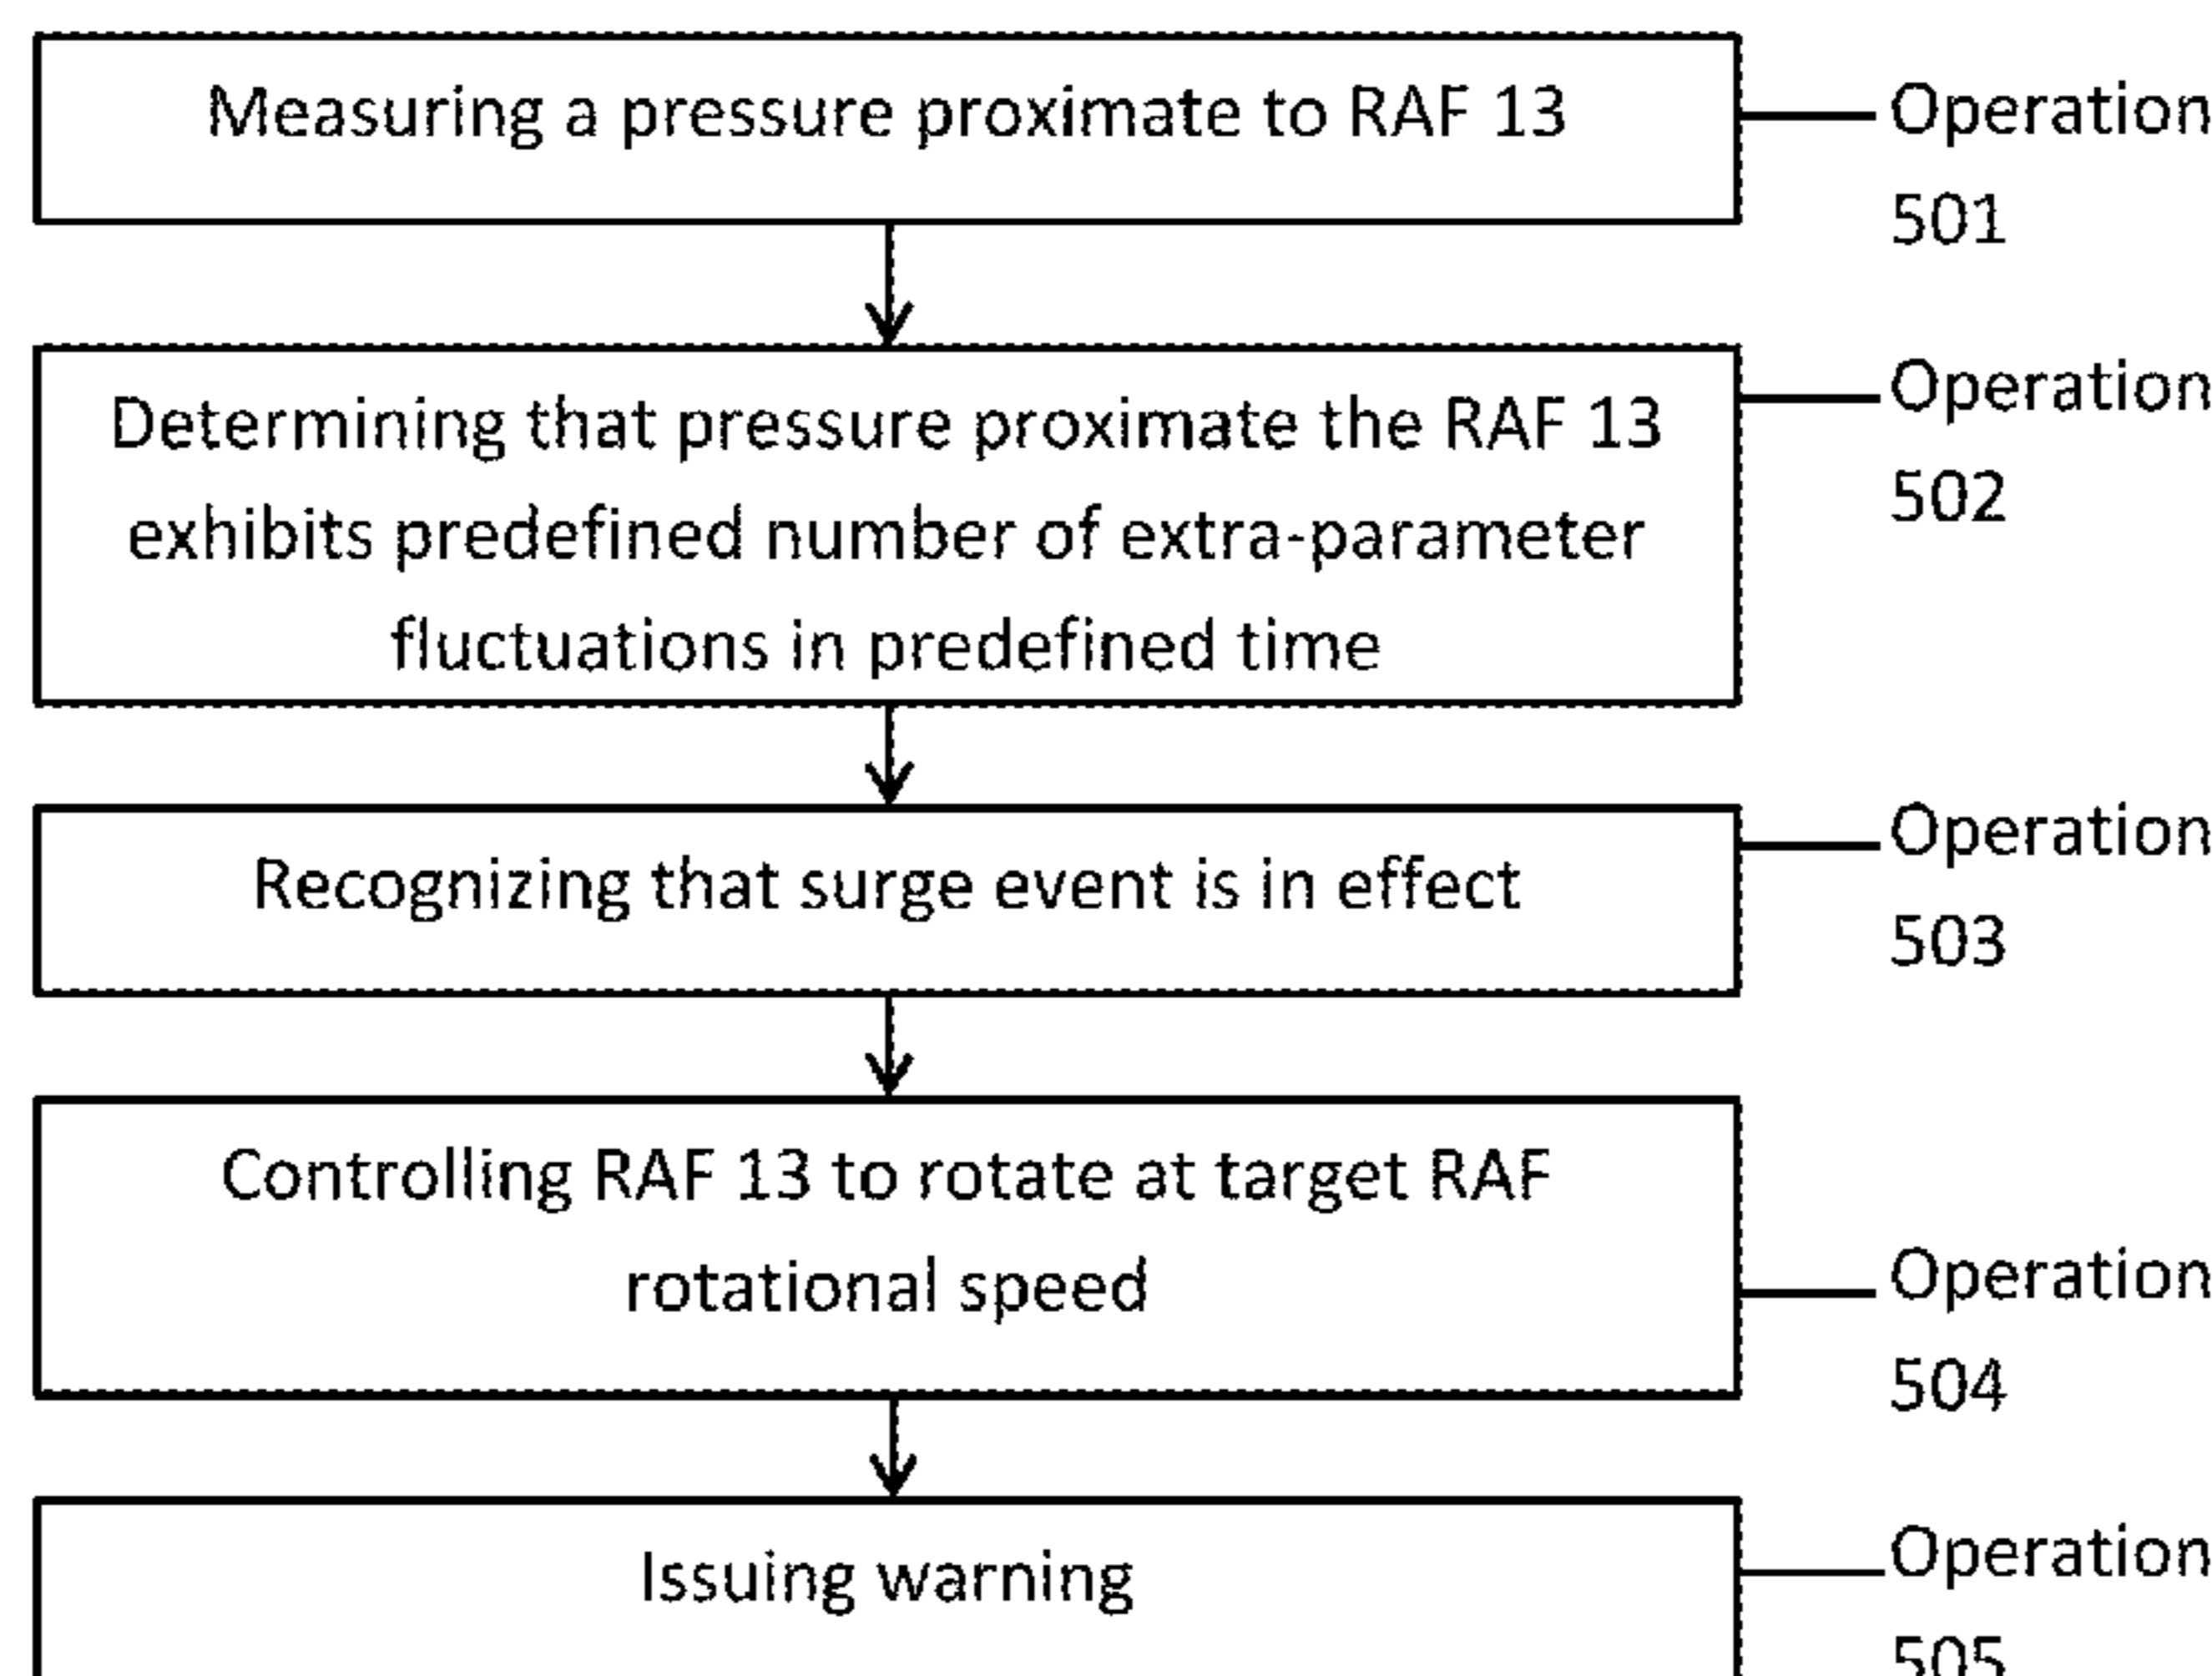 Measuring a pressure proximate to RAF 13
Operation
501
Determining that pressure proximate the RAF 13
exhibits predefined number of extra-parameter
fluctuations in predefined time
Operation
502
Recognizing that surge event is in effect
Operation
503
Controlling RAF 13 to rotate at target RAF
rotational speed
Operation
504
Issuing warning
Operation
505